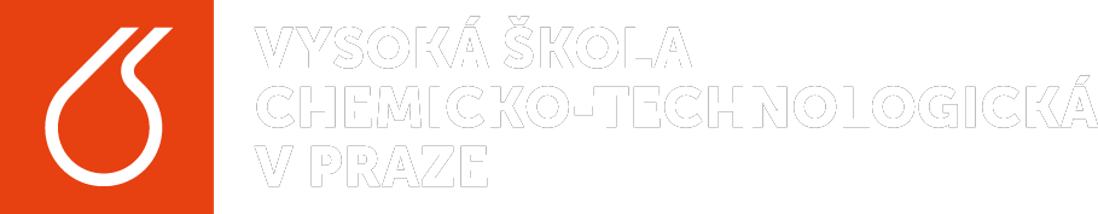 VYSOKÁ ŠKOLA
CHEMICKO-TECHNOLOGICKÁ
V PRAZE